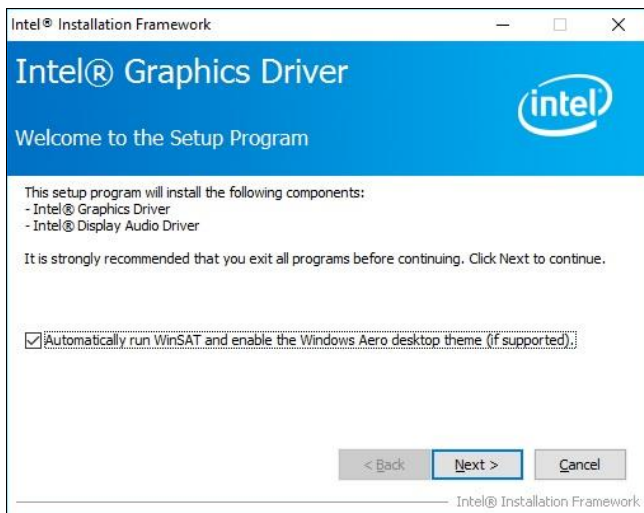 Intel® Installation Framework
Intel® Graphics Driver
intel
Welcome to the Setup Program
This setup program will install the following components:
- Intel® Graphics Driver
- Intel® Display Audio Driver
It is strongly recommended that you exit all programs before continuing. Click Next to continue.
Automatically run WinSAT and enable the Windows Aero desktop theme (if supported).
< Back
Next >
Cancel
Intel® Installation Framework